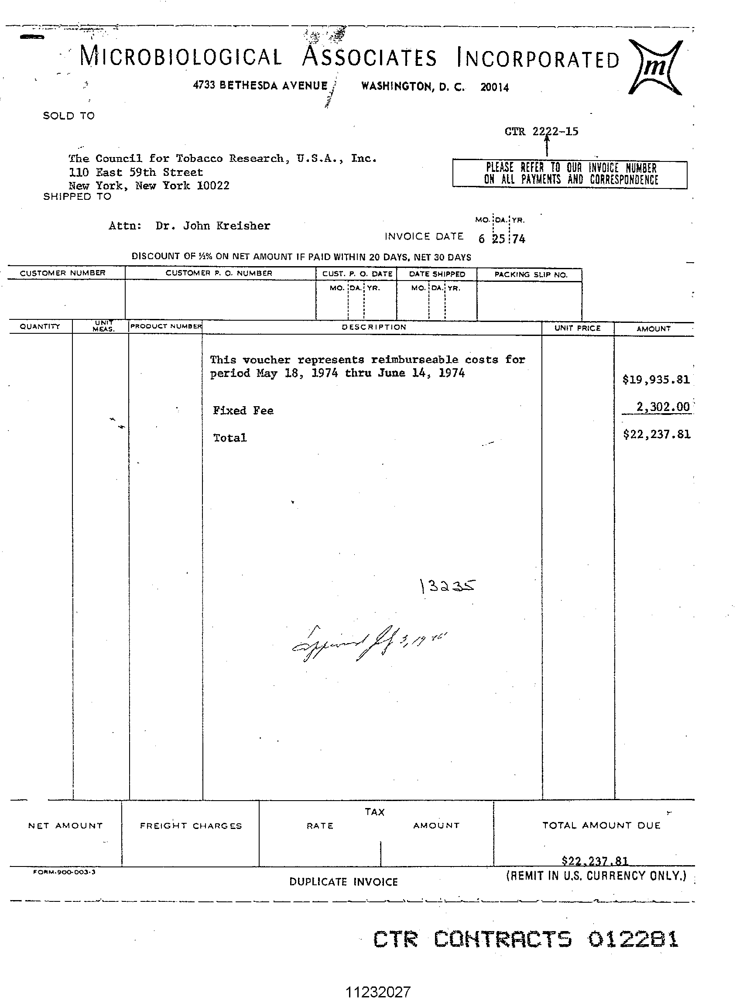 MICROBIOLOGICAL ASSOCIATES INCORPORATED
m
4733 BETHESDA AVENUE WASHINGTON, D. C. 20014
SOLD TO
CTR 2222-15
The Council for Tobacco Research, U.S.A., Inc.
110 East 59th Street
New York, New York 10022
PLEASE REFER TO OUR INVOICE NUMBER
ON ALL PAYMENTS AND CORRESPONDENCE
SHIPPED TO
Attn: Dr. John Kreisher
MO. DA. YR.
INVOICE DATE 6 25 74
DISCOUNT OF ½% ON NET AMOUNT IF PAID WITHIN 20 DAYS, NET 30 DAYS
CUSTOMER NUMBER CUSTOMER P. O. NUMBER CUST. P. O. DATE DATE SHIPPED PACKING SLIP NO.
MO. DA. YR. MO. DA. YR.
QUANTITY UNIT MEAS. PRODUCT NUMBER DESCRIPTION UNIT PRICE AMOUNT
This voucher represents reimburseable costs for
period May 18, 1974 thru June 14, 1974 $19,935.81
Fixed Fee 2,302.00
Total $22,237.81
13235
Approved
TAX
NET AMOUNT FREIGHT CHARGES RATE AMOUNT TOTAL AMOUNT DUE
$22,237.81
FORM-900-003-3
DUPLICATE INVOICE
(REMIT IN U.S. CURRENCY ONLY.)
CTR CONTRACTS 012281
11232027